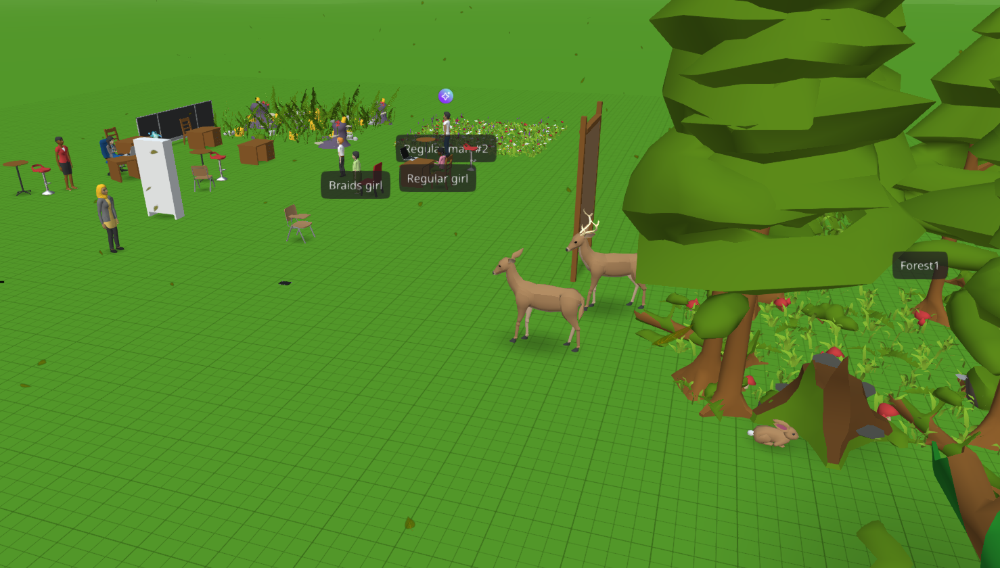 Regular man #2
Regular girl
Braids girl
Forest1